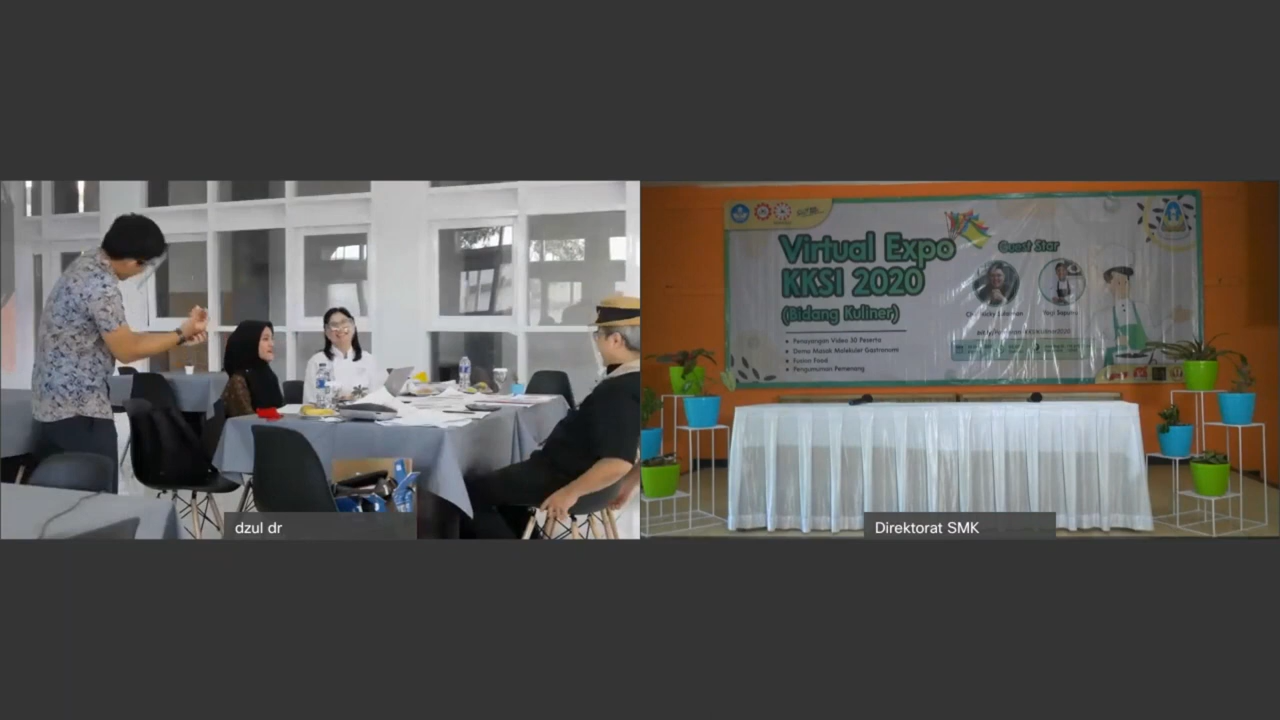 Virtual Expo
KKSI 2020
(Bidang Kuliner)
Penayangan Video 30 Peserta
Demo Masak Molekuler Gastronomi
Fusion Food
Pengumuman Pemenang
Guest Star
dzul dr
Direktorat SMK